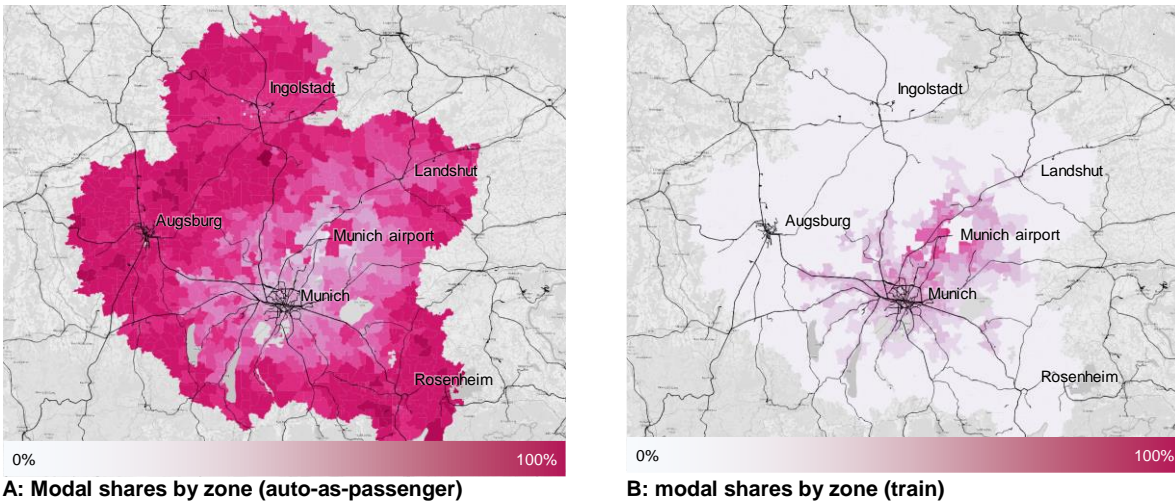 Ingolstadt
Landshut
Augsburg
Munich airport
Munich
Rosenheim
0% 100%
A: Modal shares by zone (auto-as-passenger)
Ingolstadt
Landshut
Augsburg
Munich airport
Munich
Rosenheim
0% 100%
B: modal shares by zone (train)